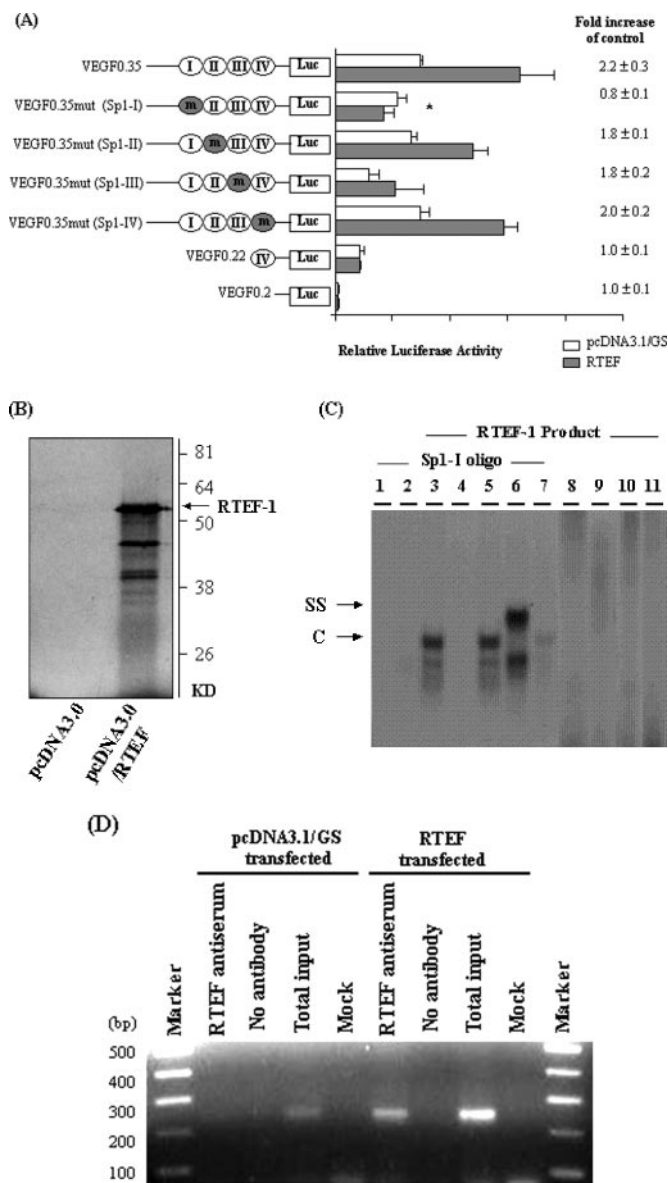 (A)
Fold increase
of control
VEGF0.35 I II III IV Luc 2.2 ± 0.3
VEGF0.35mut (Sp1-I) m II III IV Luc * 0.8 ± 0.1
VEGF0.35mut (Sp1-II) I m III IV Luc 1.8 ± 0.1
VEGF0.35mut (Sp1-III) I II m IV Luc 1.8 ± 0.2
VEGF0.35mut (Sp1-IV) I II III m Luc 2.0 ± 0.2
VEGF0.22 IV Luc 1.0 ± 0.1
VEGF0.2 Luc 1.0 ± 0.1
Relative Luciferase Activity
pcDNA3.1/GS
RTEF
(B)
81
64
RTEF-1
50
38
26
KD
pcDNA3.0
pcDNA3.0
/RTEF
(C)
RTEF-1 Product
Sp1-I oligo
1 2 3 4 5 6 7 8 9 10 11
SS
C
(D)
pcDNA3.1/GS
transfected
RTEF
transfected
Marker
RTEF antiserum
No antibody
Total input
Mock
RTEF antiserum
No antibody
Total input
Mock
Marker
(bp)
500
400
300
200
100